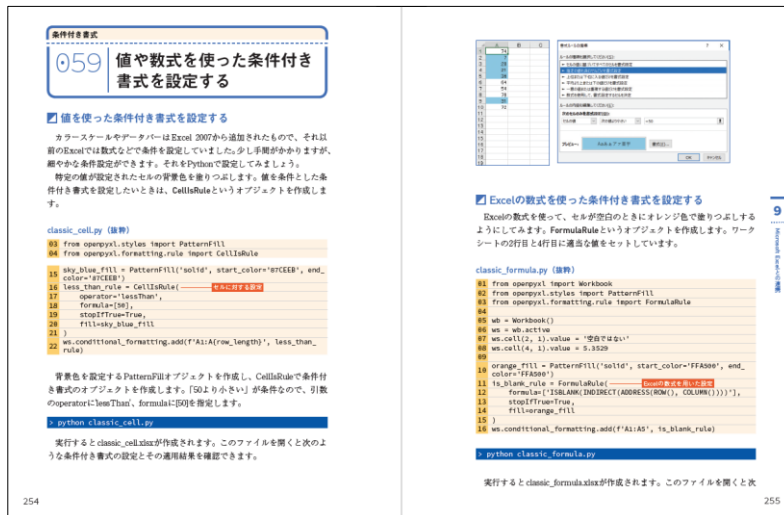 条件付き書式
059
値や数式を使った条件付き
書式を設定する
値を使った条件付き書式を設定する
カラースケールやデータバーはExcel 2007から追加されたもので、それ以
前のExcelでは数式などで条件を設定していました。少し手間がかかりますが、
細やかな条件設定ができます。それをPythonで設定してみましょう。
特定の値が設定されたセルの背景色を塗りつぶします。値を条件とした条
件付き書式を設定したいときは、CellIsRuleというオブジェクトを作成しま
す。
classic_cell.py（抜粋）
03 from openpyxl.styles import PatternFill
04 from openpyxl.formatting.rule import CellIsRule
15 sky_blue_fill = PatternFill('solid', start_color='87CEEB', end_
color='87CEEB')
16 less_than_rule = CellIsRule( セルに対する設定
17 operator='lessThan',
18 formula=[50],
19 stopIfTrue=True,
20 fill=sky_blue_fill
21 )
22 ws.conditional_formatting.add(f'A1:A{row_length}', less_than_
rule)
背景色を設定するPatternFillオブジェクトを作成し、CellIsRuleで条件付
き書式のオブジェクトを作成します。「50より小さい」が条件なので、引数
のoperatorに'lessThan'、formulaに[50]を指定します。
> python classic_cell.py
実行するとclassic_cell.xlsxが作成されます。このファイルを開くと次のよ
うな条件付き書式の設定とその適用結果を確認できます。
254
Excelの数式を使った条件付き書式を設定する
Excelの数式を使って、セルが空白のときにオレンジ色で塗りつぶしする
ようにしてみます。FormulaRuleというオブジェクトを作成します。ワーク
シートの2行目と4行目に適当な値をセットしています。
classic_formula.py（抜粋）
01 from openpyxl import Workbook
02 from openpyxl.styles import PatternFill
03 from openpyxl.formatting.rule import FormulaRule
04
05 wb = Workbook()
06 ws = wb.active
07 ws.cell(2, 1).value = '空白ではない'
08 ws.cell(4, 1).value = 5.3529
09
10 orange_fill = PatternFill('solid', start_color='FFA500', end_
color='FFA500')
11 is_blank_rule = FormulaRule( Excelの数式を用いた設定
12 formula=['ISBLANK(INDIRECT(ADDRESS(ROW(), COLUMN())))'],
13 stopIfTrue=True,
14 fill=orange_fill
15 )
16 ws.conditional_formatting.add(f'A1:A5', is_blank_rule)
> python classic_formula.py
実行するとclassic_formula.xlsxが作成されます。このファイルを開くと次
9
Microsoft Excelとの連携
255